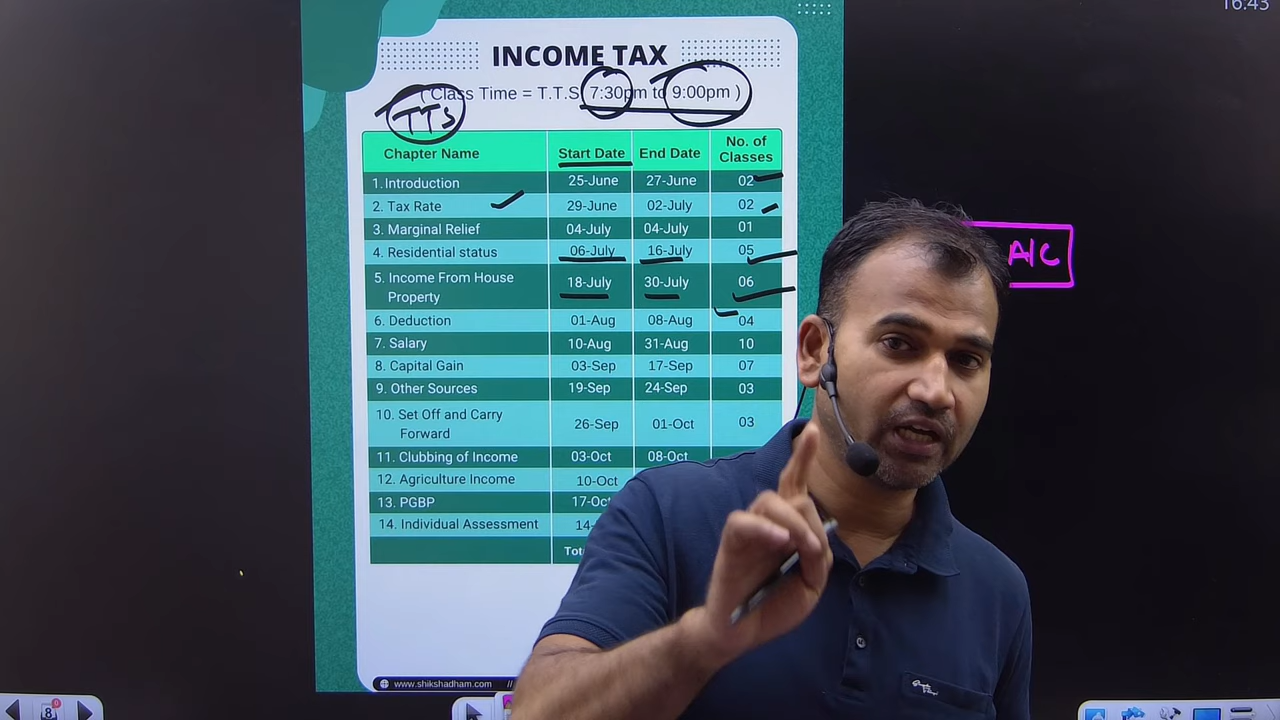 16:43
INCOME TAX
( Class Time = T.T.S 7:30pm to 9:00pm )
TTS
Chapter Name Start Date End Date No. of Classes
1. Introduction 25-June 27-June 02
2. Tax Rate 29-June 02-July 02
3. Marginal Relief 04-July 04-July 01
4. Residential status 06-July 16-July 05
5. Income From House
Property 18-July 30-July 06
6. Deduction 01-Aug 08-Aug 04
7. Salary 10-Aug 31-Aug 10
8. Capital Gain 03-Sep 17-Sep 07
9. Other Sources 19-Sep 24-Sep 03
10. Set Off and Carry
Forward 26-Sep 01-Oct 03
11. Clubbing of Income 03-Oct 08-Oct
12. Agriculture Income 10-Oct
13. PGBP 17-Oct
14. Individual Assessment 14-
A/C
www.shikshadham.com //
8